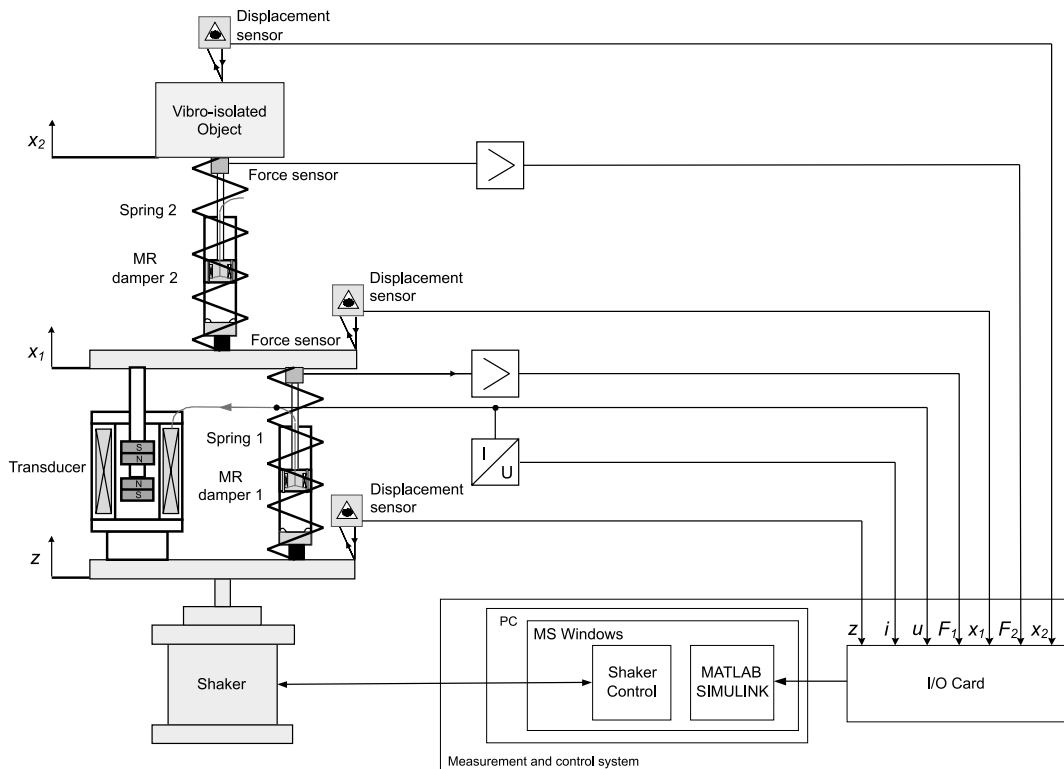 Displacement
sensor
Vibro-isolated
Object
x2
Force sensor
Spring 2
MR
damper 2
Displacement
sensor
Force sensor
x1
Spring 1
I
U
Transducer
S
N
N
S
MR
damper 1
Displacement
sensor
z
PC
MS Windows
z i u F1 x1 F2 x2
Shaker
Shaker
Control
MATLAB
SIMULINK
I/O Card
Measurement and control system